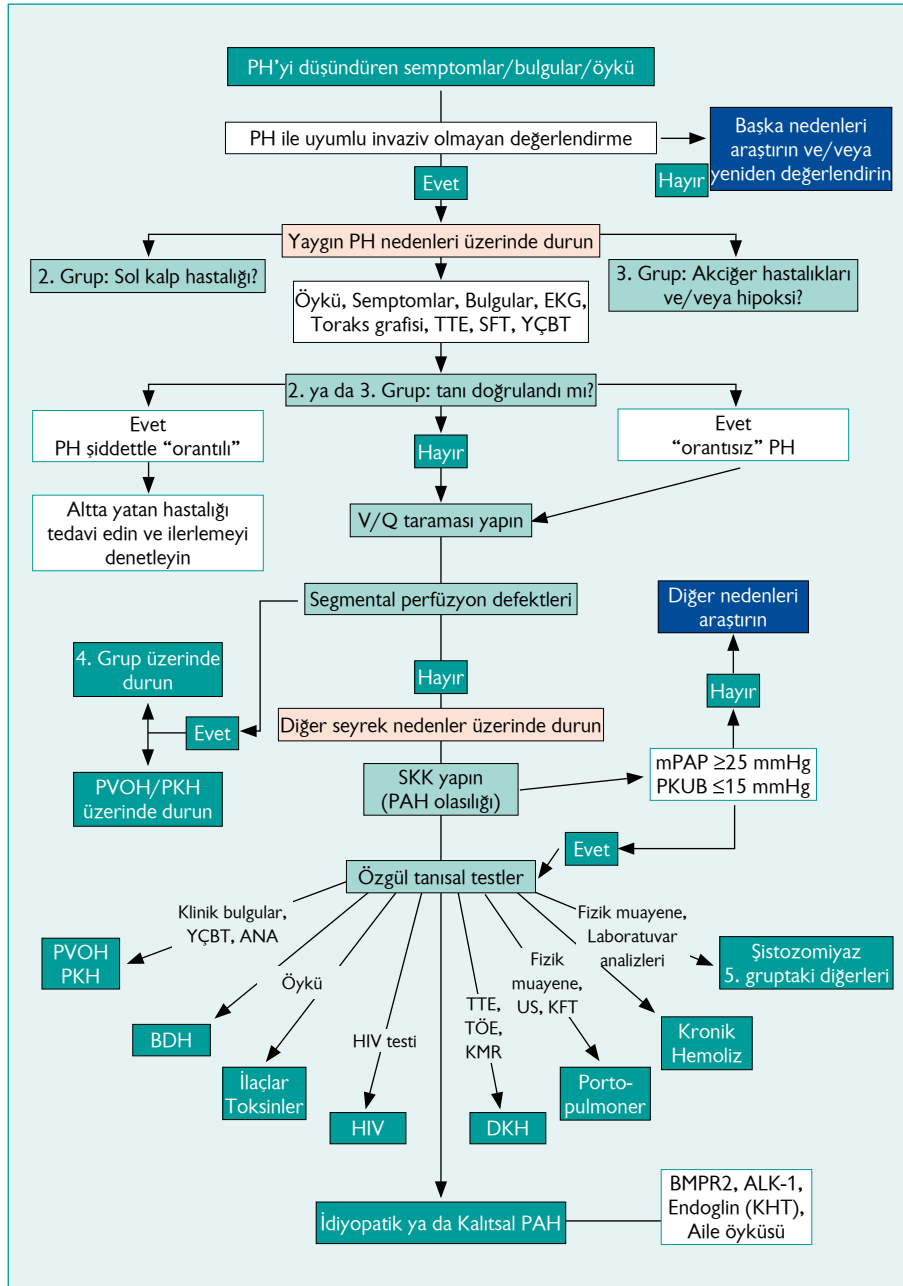 PH'yi düşündüren semptomlar/bulgular/öykü
PH ile uyumlu invaziv olmayan değerlendirme
Başka nedenleri
araştırın ve/veya
yeniden değerlendirin
Evet
Hayır
Yaygın PH nedenleri üzerinde durun
2. Grup: Sol kalp hastalığı?
3. Grup: Akciğer hastalıkları
ve/veya hipoksi?
Öykü, Semptomlar, Bulgular, EKG,
Toraks grafisi, TTE, SFT, YÇBT
2. ya da 3. Grup: tanı doğrulandı mı?
Evet
PH şiddettle “orantılı”
Hayır
Evet
“orantısız” PH
Altta yatan hastalığı
tedavi edin ve ilerlemeyi
denetleyin
V/Q taraması yapın
Segmental perfüzyon defektleri
Diğer nedenleri
araştırın
4. Grup üzerinde
durun
Hayır
Hayır
Evet
Diğer seyrek nedenler üzerinde durun
PVOH/PKH
üzerinde durun
SKK yapın
(PAH olasılığı)
mPAP ≥25 mmHg
PKUB ≤15 mmHg
Evet
Özgül tanısal testler
Klinik bulgular,
YÇBT, ANA
Fizik muayene,
Laboratuvar
analizleri
PVOH
PKH
Öykü
HIV testi
TTE,
TÖE,
KMR
Fizik
muayene,
US, KFT
Şistozomiyaz
5. gruptaki diğerleri
BDH
İlaçlar
Toksinler
HIV
DKH
Porto-
pulmoner
Kronik
Hemoliz
İdiyopatik ya da Kalıtsal PAH
BMPR2, ALK-1,
Endoglin (KHT),
Aile öyküsü